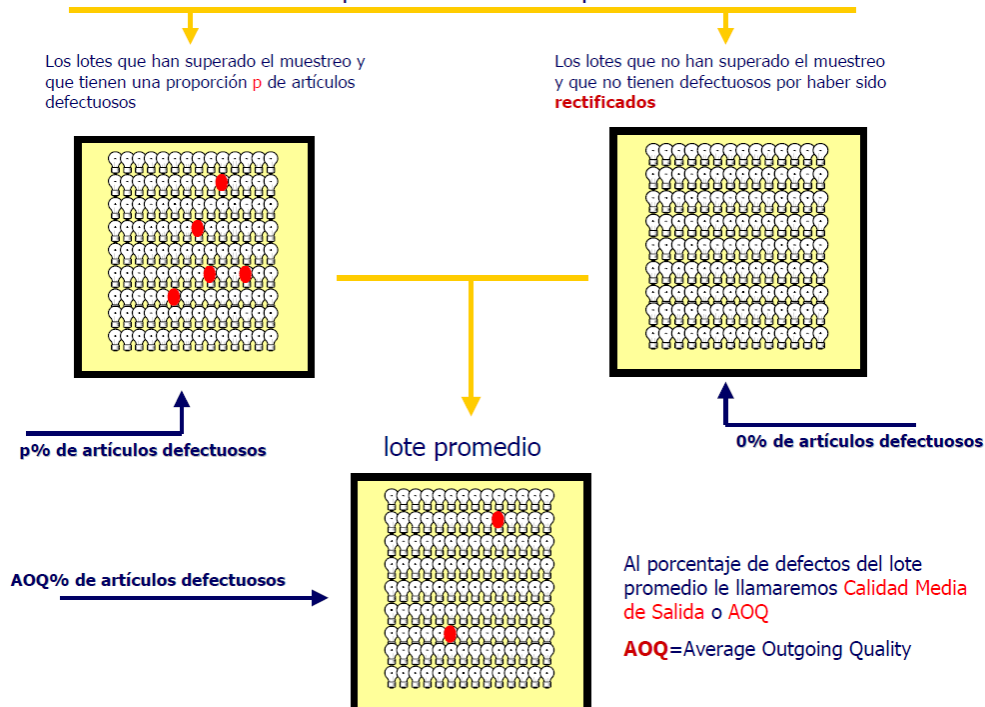 Los lotes que han superado el muestreo y
que tienen una proporción p de artículos
defectuosos
Los lotes que no han superado el muestreo
y que no tienen defectuosos por haber sido
rectificados
p% de artículos defectuosos
0% de artículos defectuosos
lote promedio
AOQ% de artículos defectuosos
Al porcentaje de defectos del lote
promedio le llamaremos Calidad Media
de Salida o AOQ
AOQ=Average Outgoing Quality